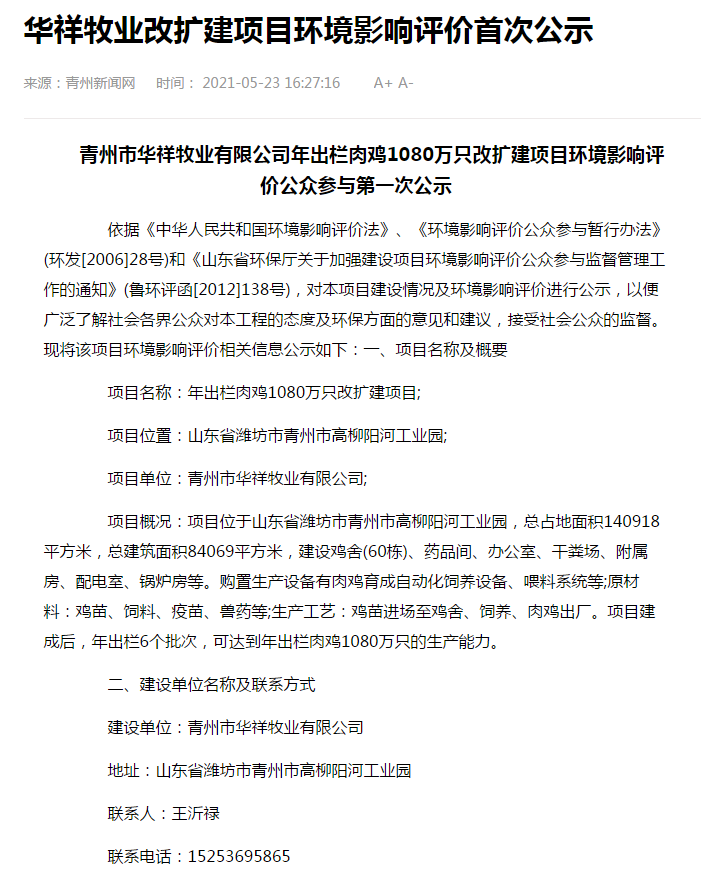 华祥牧业改扩建项目环境影响评价首次公示
来源：青州新闻网 时间： 2021-05-23 16:27:16 A+ A-
青州市华祥牧业有限公司年出栏肉鸡1080万只改扩建项目环境影响评
价公众参与第一次公示
依据《中华人民共和国环境影响评价法》、《环境影响评价公众参与暂行办法》
(环发[2006]28号)和《山东省环保厅关于加强建设项目环境影响评价公众参与监督管理工
作的通知》(鲁环评函[2012]138号)，对本项目建设情况及环境影响评价进行公示，以便
广泛了解社会各界公众对本工程的态度及环保方面的意见和建议，接受社会公众的监督。
现将该项目环境影响评价相关信息公示如下：一、项目名称及概要
项目名称：年出栏肉鸡1080万只改扩建项目;
项目位置：山东省潍坊市青州市高柳阳河工业园;
项目单位：青州市华祥牧业有限公司;
项目概况：项目位于山东省潍坊市青州市高柳阳河工业园，总占地面积140918
平方米，总建筑面积84069平方米，建设鸡舍(60栋)、药品间、办公室、干粪场、附属
房、配电室、锅炉房等。购置生产设备有肉鸡育成自动化饲养设备、喂料系统等;原材
料：鸡苗、饲料、疫苗、兽药等;生产工艺：鸡苗进场至鸡舍、饲养、肉鸡出厂。项目建
成后，年出栏6个批次，可达到年出栏肉鸡1080万只的生产能力。
二、建设单位名称及联系方式
建设单位：青州市华祥牧业有限公司
地址：山东省潍坊市青州市高柳阳河工业园
联系人：王沂禄
联系电话：15253695865